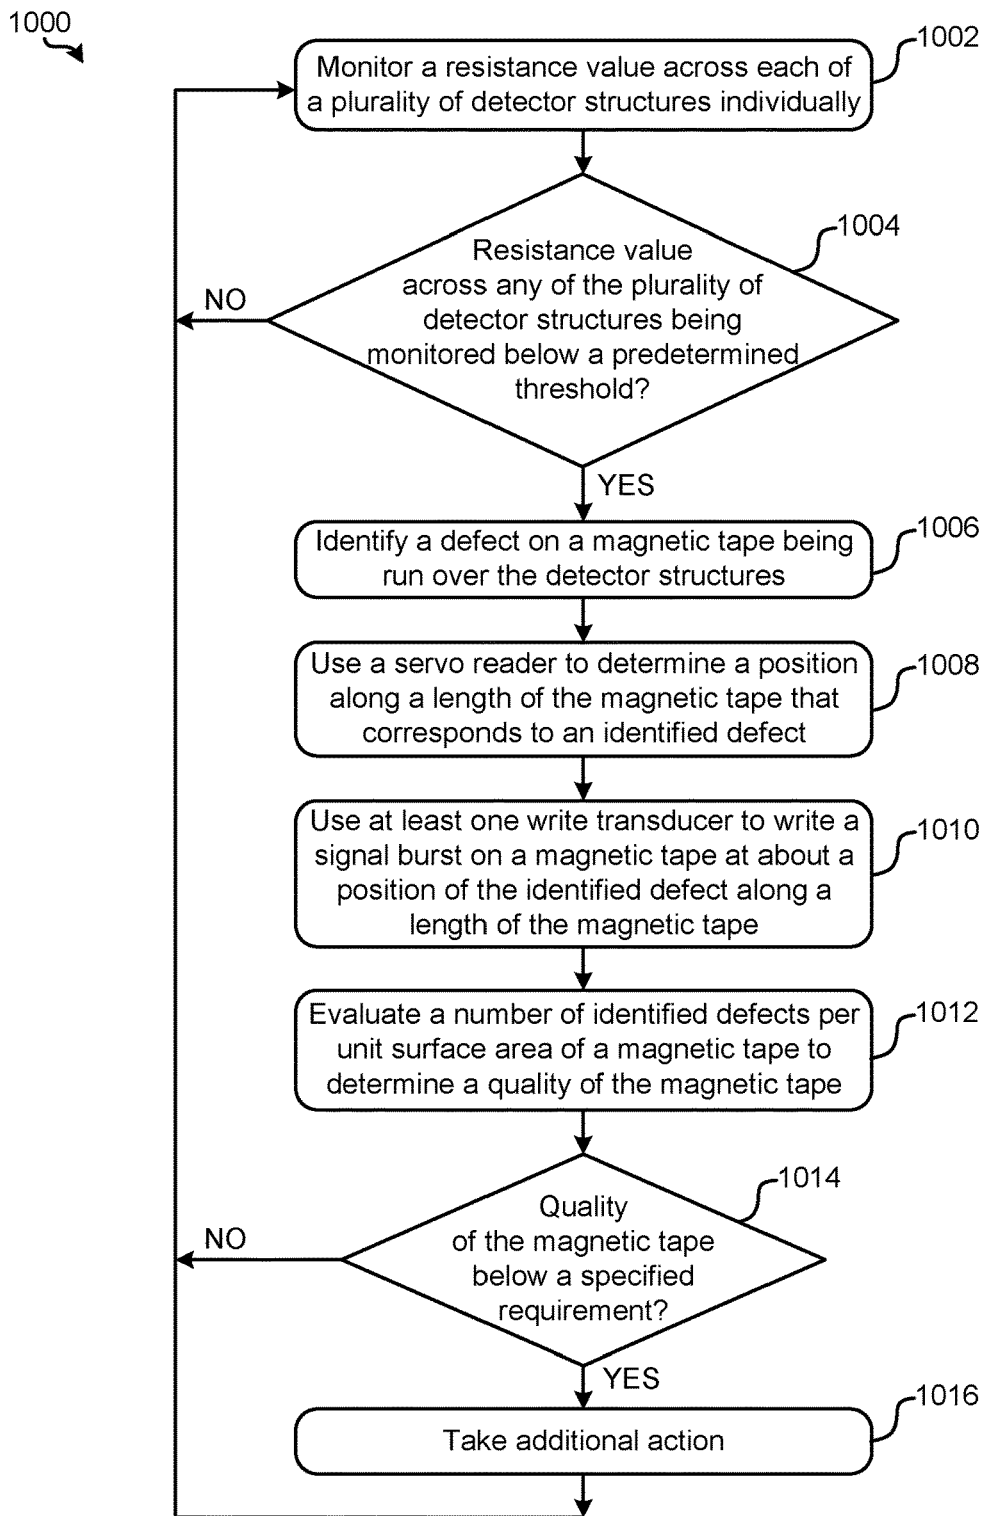 1000
1002
Monitor a resistance value across each of
a plurality of detector structures individually
1004
Resistance value
across any of the plurality of
detector structures being
monitored below a predetermined
threshold?
NO
YES
1006
Identify a defect on a magnetic tape being
run over the detector structures
1008
Use a servo reader to determine a position
along a length of the magnetic tape that
corresponds to an identified defect
1010
Use at least one write transducer to write a
signal burst on a magnetic tape at about a
position of the identified defect along a
length of the magnetic tape
1012
Evaluate a number of identified defects per
unit surface area of a magnetic tape to
determine a quality of the magnetic tape
1014
Quality
of the magnetic tape
below a specified
requirement?
NO
YES
1016
Take additional action